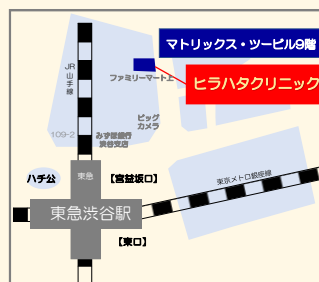 マトリックス・ツービル9階
JR
山手線
ファミリーマート上
ヒラハタクリニック
ビッグ
カメラ
109-2
みずほ銀行
渋谷支店
東急
ハチ公
【宮益坂口】
東京メトロ銀座線
東急渋谷駅
【東口】